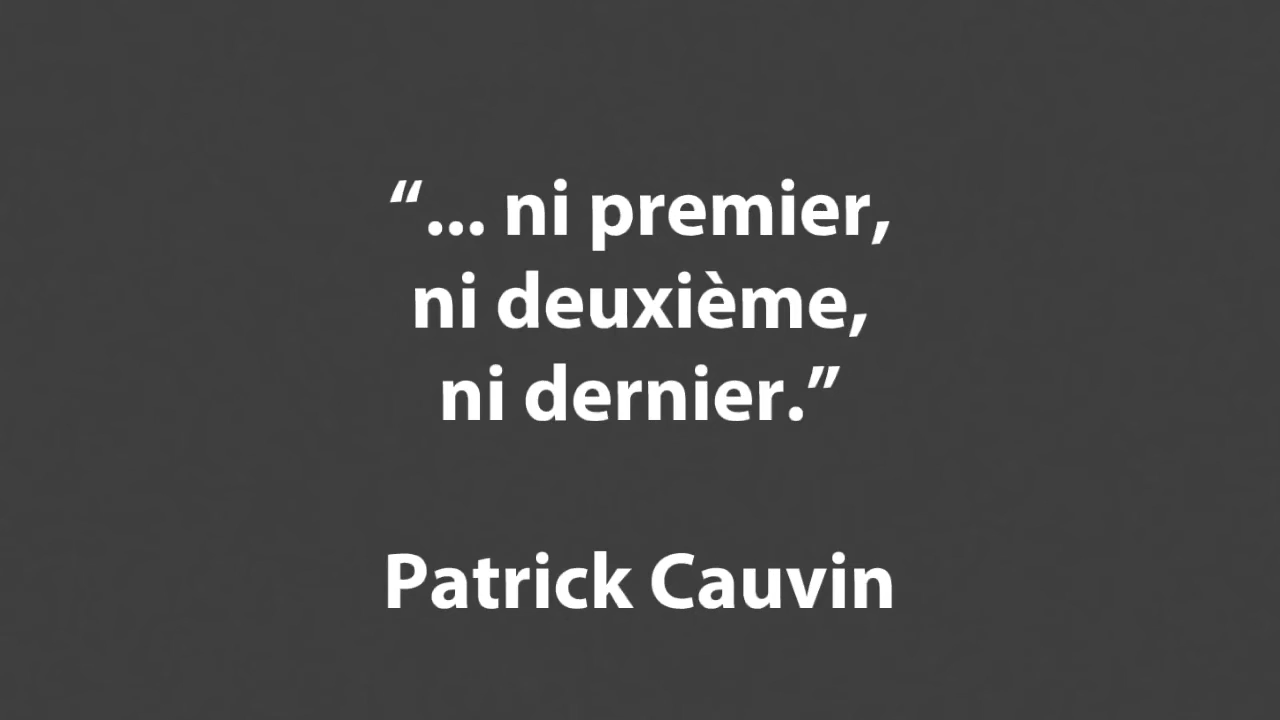 “... ni premier,
ni deuxième,
ni dernier.”
Patrick Cauvin